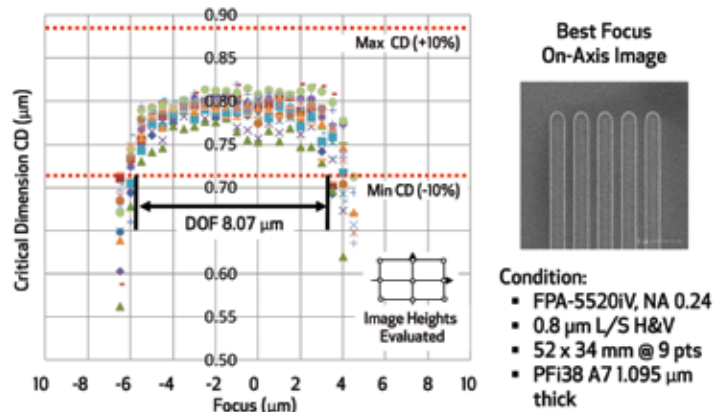 0.90
0.85
0.80
0.75
0.70
0.65
0.60
0.55
0.50
Critical Dimension CD (µm)
Max CD (+10%)
Min CD (-10%)
DOF 8.07 µm
Image Heights
Evaluated
10 -8 -6 -4 -2 0 2 4 6 8 10
Focus (µm)
Best Focus
On-Axis Image
Condition:
▪ FPA-5520iV, NA 0.24
▪ 0.8 µm L/S H&V
▪ 52 x 34 mm @ 9 pts
▪ PFi38 A7 1.095 µm
thick